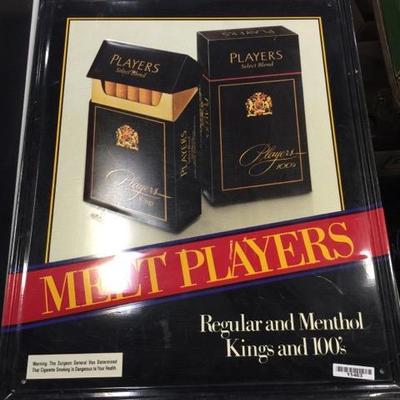 PLAYERS
Select Blend
PLAYERS
Select Blend
PLAYERS
Players
100's
MEET PLAYERS
Regular and Menthol
Kings and 100's
Warning: The Surgeon General Has Determined
That Cigarette Smoking Is Dangerous to Your Health.